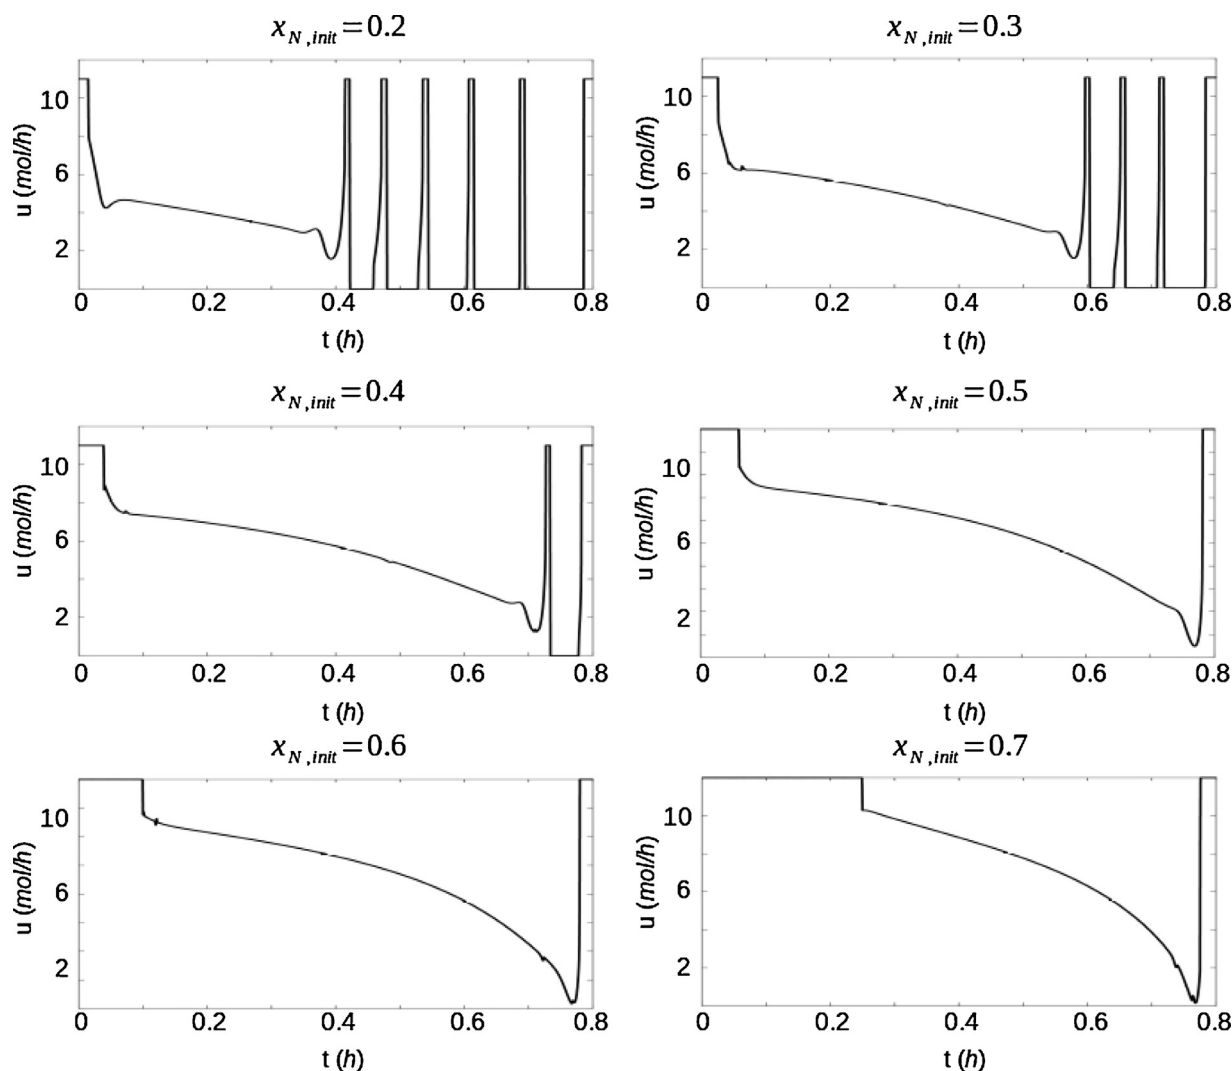 x_{N,init}=0.2
10
6
2
u (mol/h)
0 0.2 0.4 0.6 0.8
t (h)
x_{N,init}=0.3
10
6
2
u (mol/h)
0 0.2 0.4 0.6 0.8
t (h)
x_{N,init}=0.4
10
6
2
u (mol/h)
0 0.2 0.4 0.6 0.8
t (h)
x_{N,init}=0.5
10
6
2
u (mol/h)
0 0.2 0.4 0.6 0.8
t (h)
x_{N,init}=0.6
10
6
2
u (mol/h)
0 0.2 0.4 0.6 0.8
t (h)
x_{N,init}=0.7
10
6
2
u (mol/h)
0 0.2 0.4 0.6 0.8
t (h)